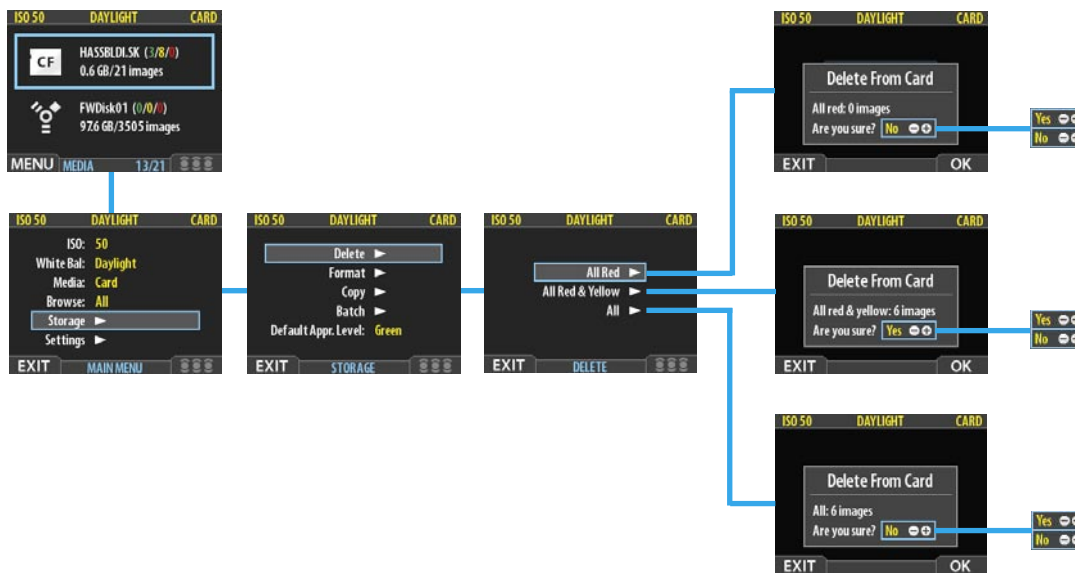 ISO 50 DAYLIGHT CARD
CF
HASSBLDI.SK (3/8/0)
0.6 GB/21 images
FWDisk01 (0/0/0)
97.6 GB/3505 images
MENU MEDIA 13/21
ISO 50 DAYLIGHT CARD
ISO: 50
White Bal: Daylight
Media: Card
Browse: All
Storage
Settings
EXIT MAIN MENU
ISO 50 DAYLIGHT CARD
Delete
Format
Copy
Batch
Default Appr. Level: Green
EXIT STORAGE
ISO 50 DAYLIGHT CARD
All Red
All Red & Yellow
All
EXIT DELETE
ISO 50 DAYLIGHT CARD
Delete From Card
All red: 0 images
Are you sure? No
EXIT OK
Yes
No
ISO 50 DAYLIGHT CARD
Delete From Card
All red & yellow: 6 images
Are you sure? Yes
EXIT OK
Yes
No
ISO 50 DAYLIGHT CARD
Delete From Card
All: 6 images
Are you sure? No
EXIT OK
Yes
No